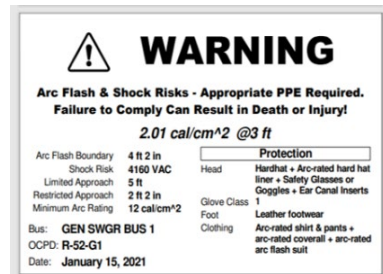 WARNING
Arc Flash & Shock Risks - Appropriate PPE Required.
Failure to Comply Can Result in Death or Injury!
2.01 cal/cm^2 @3 ft
Arc Flash Boundary 4 ft 2 in
Shock Risk 4160 VAC
Limited Approach 5 ft
Restricted Approach 2 ft 2 in
Minimum Arc Rating 12 cal/cm^2
Bus: GEN SWGR BUS 1
OCPD: R-52-G1
Date: January 15, 2021
Protection
Head Hardhat + Arc-rated hard hat
liner + Safety Glasses or
Goggles + Ear Canal Inserts
Glove Class 1
Foot Leather footwear
Clothing Arc-rated shirt & pants +
arc-rated coverall + arc-rated
arc flash suit